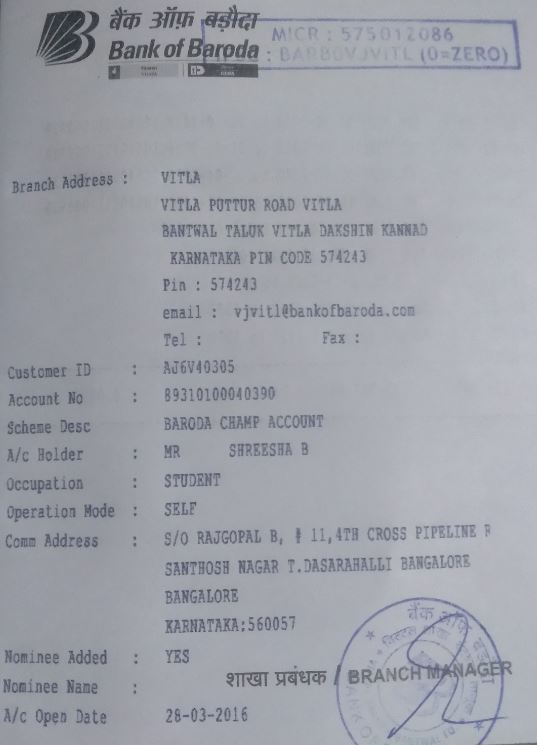 बैंक ऑफ़ बड़ौदा
Bank of Baroda
MICR : 575012086
: BARB0VJVITL (0=ZERO)
Branch Address : VITLA
VITLA PUTTUR ROAD VITLA
BANTWAL TALUK VITLA DAKSHIN KANNAD
KARNATAKA PIN CODE 574243
Pin : 574243
email : vjvitl@bankofbaroda.com
Tel : Fax :
Customer ID : AJ6V40305
Account No : 89310100040390
Scheme Desc BARODA CHAMP ACCOUNT
A/c Holder : MR SHREESHA B
Occupation : STUDENT
Operation Mode : SELF
Comm Address : S/O RAJGOPAL B, # 11,4TH CROSS PIPELINE R
SANTHOSH NAGAR T.DASARAHALLI BANGALORE
BANGALORE
KARNATAKA:560057
Nominee Added : YES
Nominee Name :
A/c Open Date : 28-03-2016
शाखा प्रबंधक / BRANCH MANAGER
बैंक ऑफ बड़ौदा